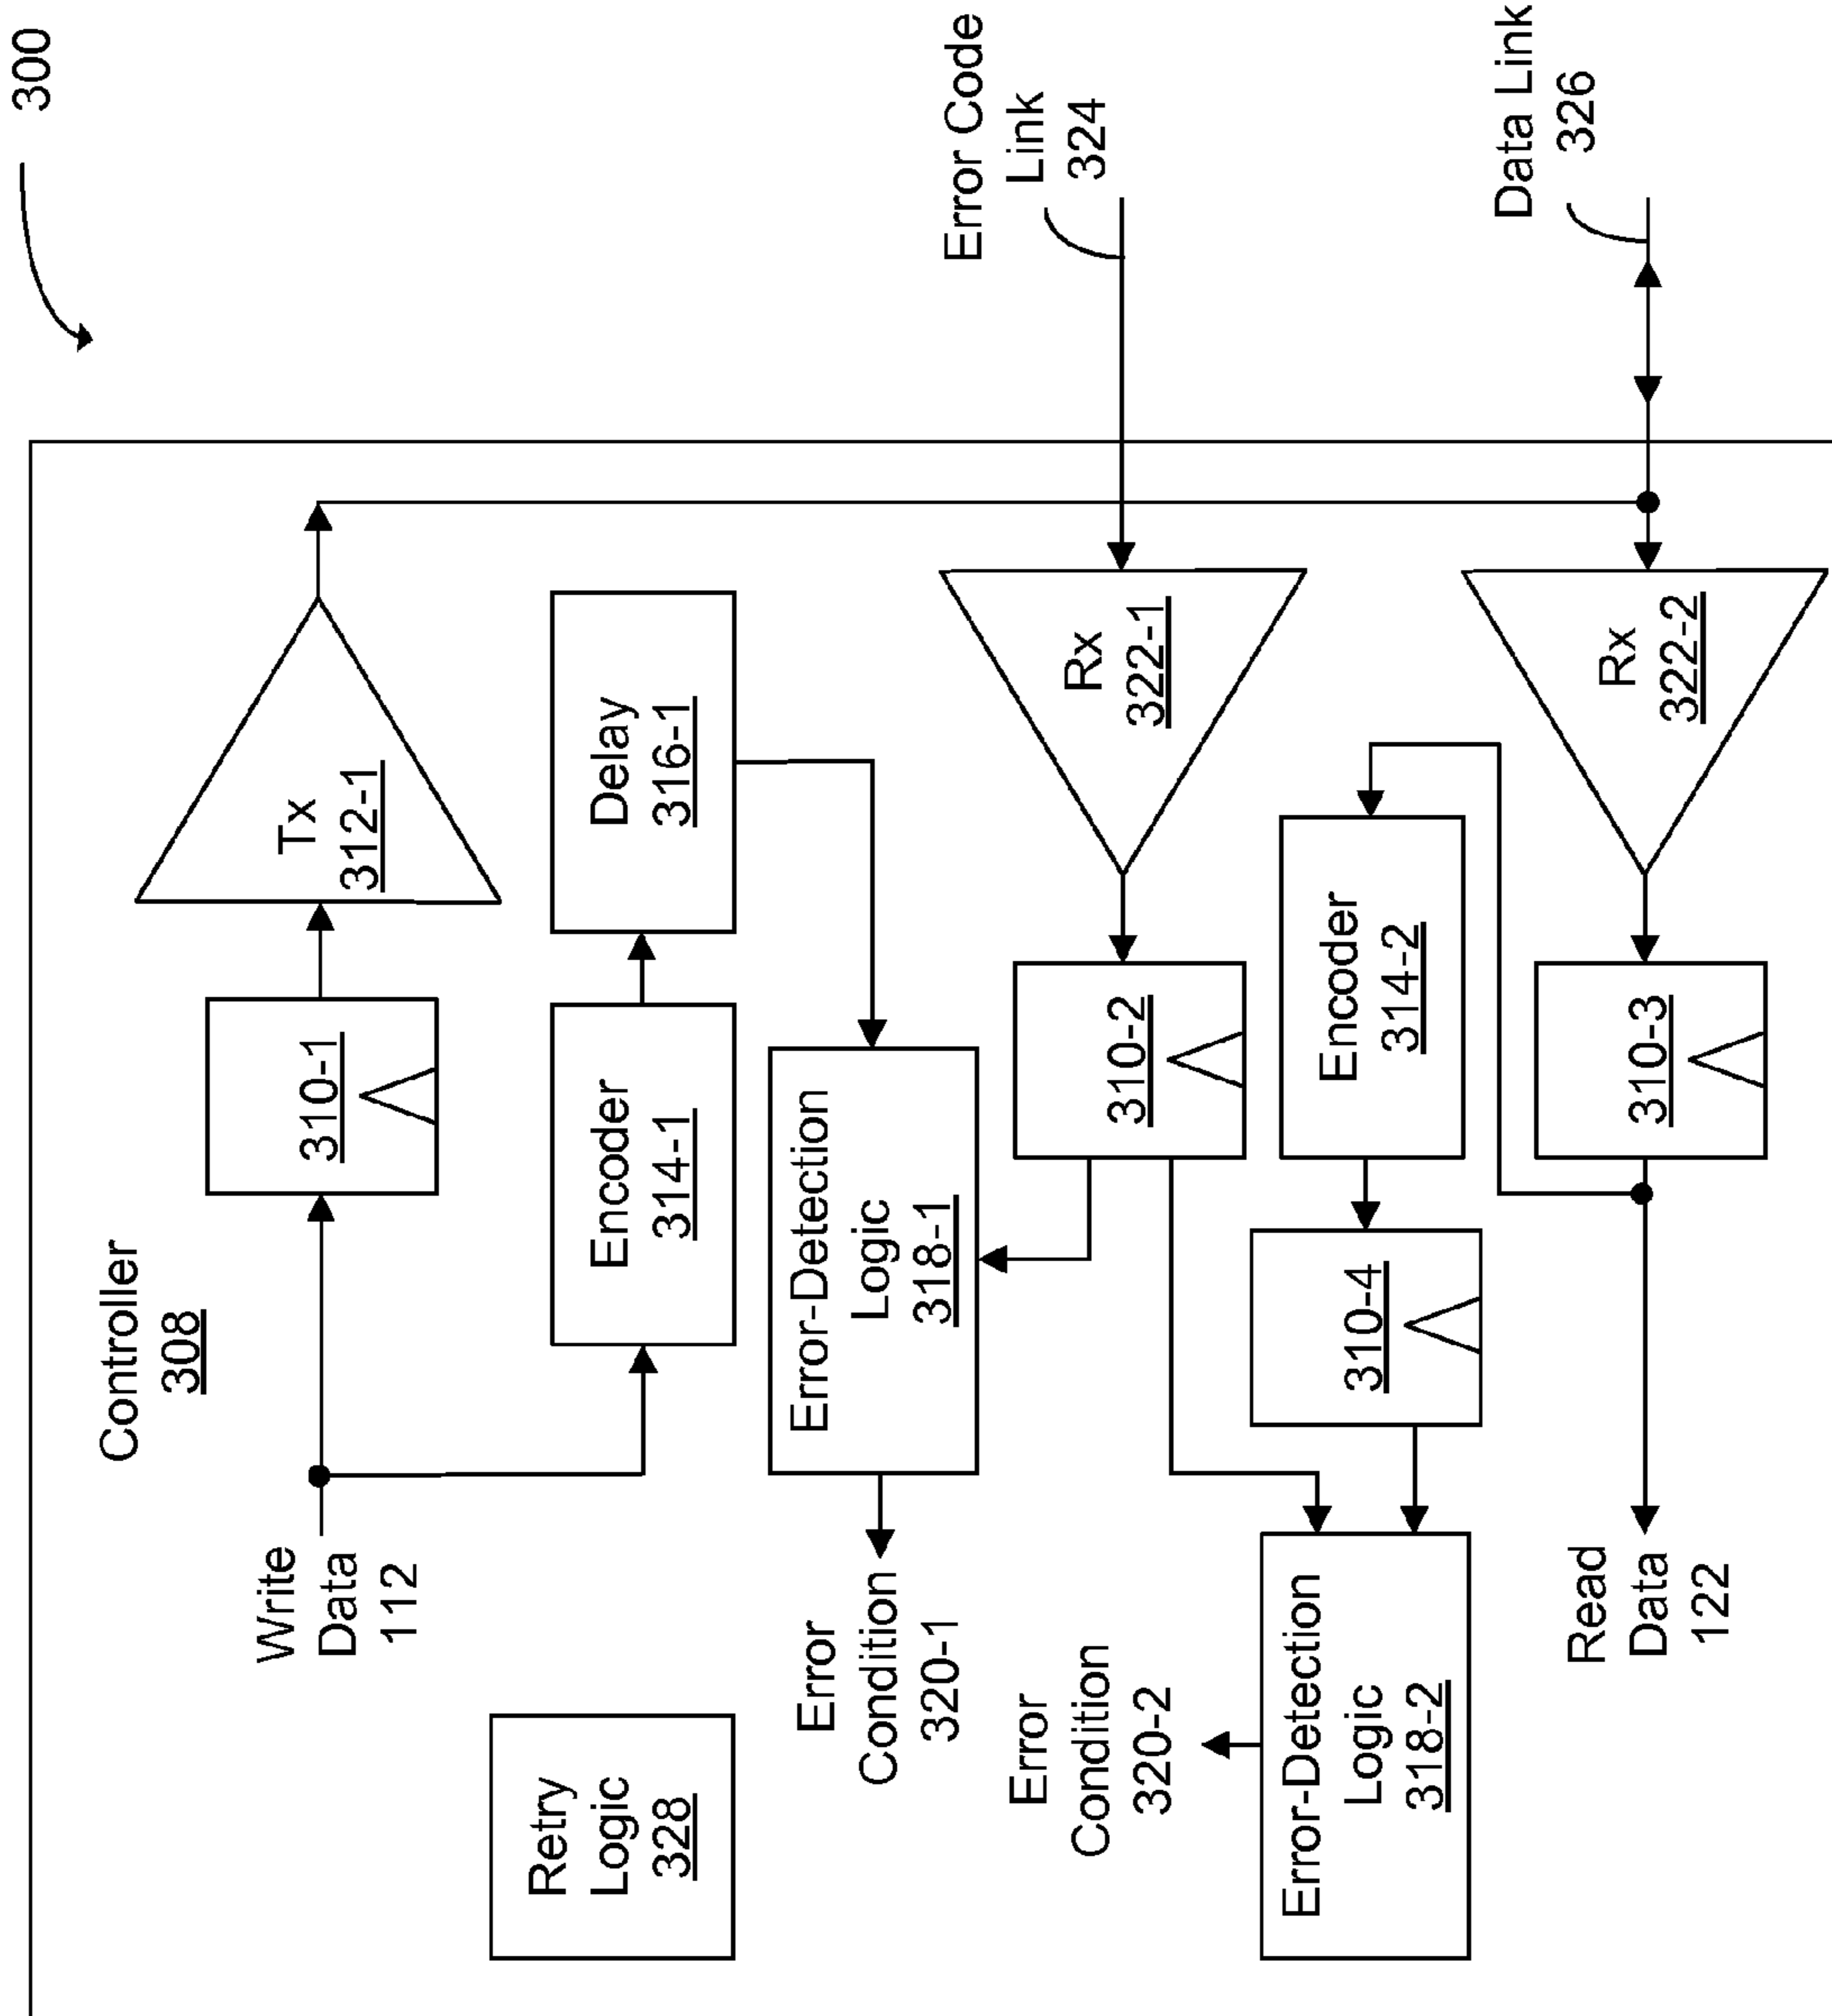 300
Controller
308
Write
Data
112
310-1
Tx
312-1
Retry
Logic
328
Encoder
314-1
Delay
316-1
Error
Condition
320-1
Error-Detection
Logic
318-1
Error Code
Link
324
Rx
322-1
310-2
Error
Condition
320-2
Error-Detection
Logic
318-2
310-4
Encoder
314-2
Read
Data
122
310-3
Rx
322-2
Data Link
326